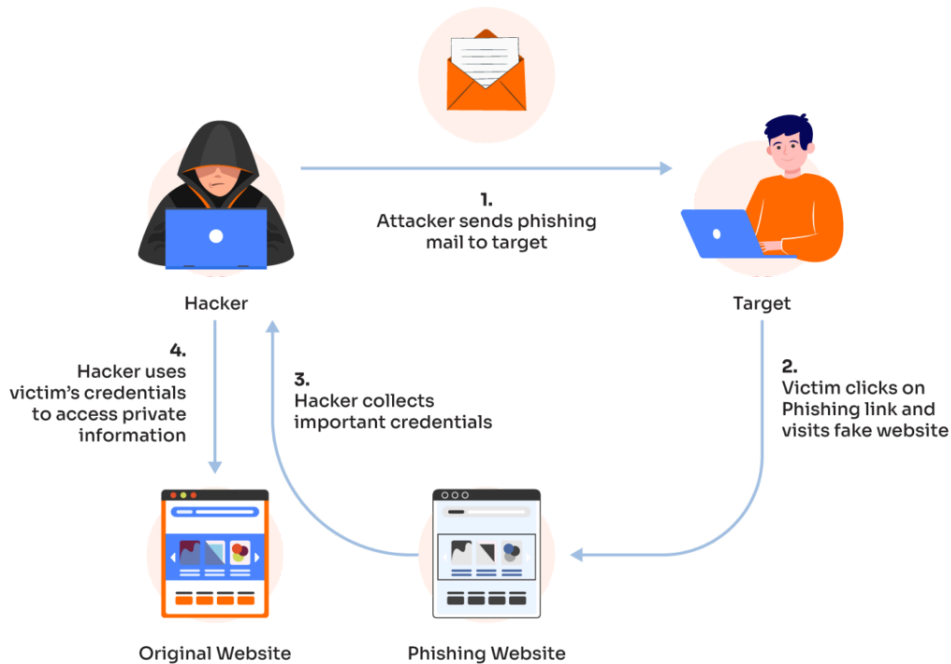 1.
Attacker sends phishing
mail to target
Hacker
Target
4.
Hacker uses
victim’s credentials
to access private
information
3.
Hacker collects
important credentials
2.
Victim clicks on
Phishing link and
visits fake website
Original Website
Phishing Website